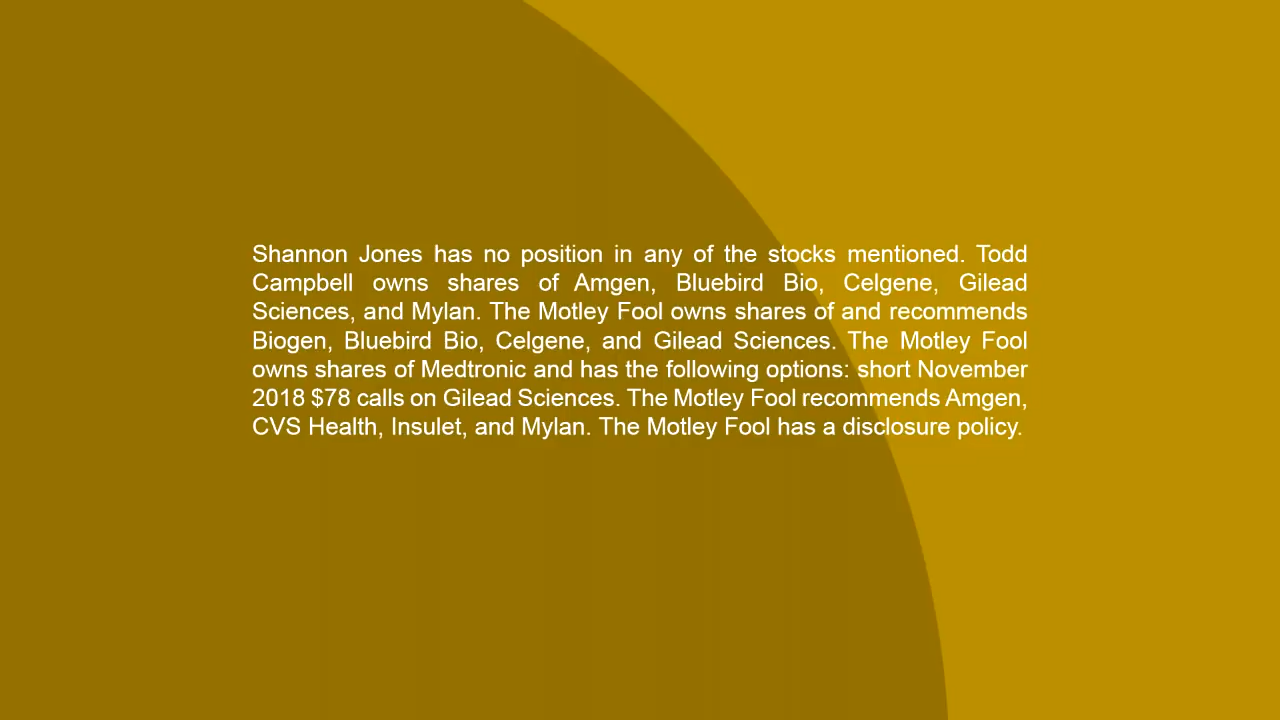 Shannon Jones has no position in any of the stocks mentioned. Todd
Campbell owns shares of Amgen, Bluebird Bio, Celgene, Gilead
Sciences, and Mylan. The Motley Fool owns shares of and recommends
Biogen, Bluebird Bio, Celgene, and Gilead Sciences. The Motley Fool
owns shares of Medtronic and has the following options: short November
2018 $78 calls on Gilead Sciences. The Motley Fool recommends Amgen,
CVS Health, Insulet, and Mylan. The Motley Fool has a disclosure policy.